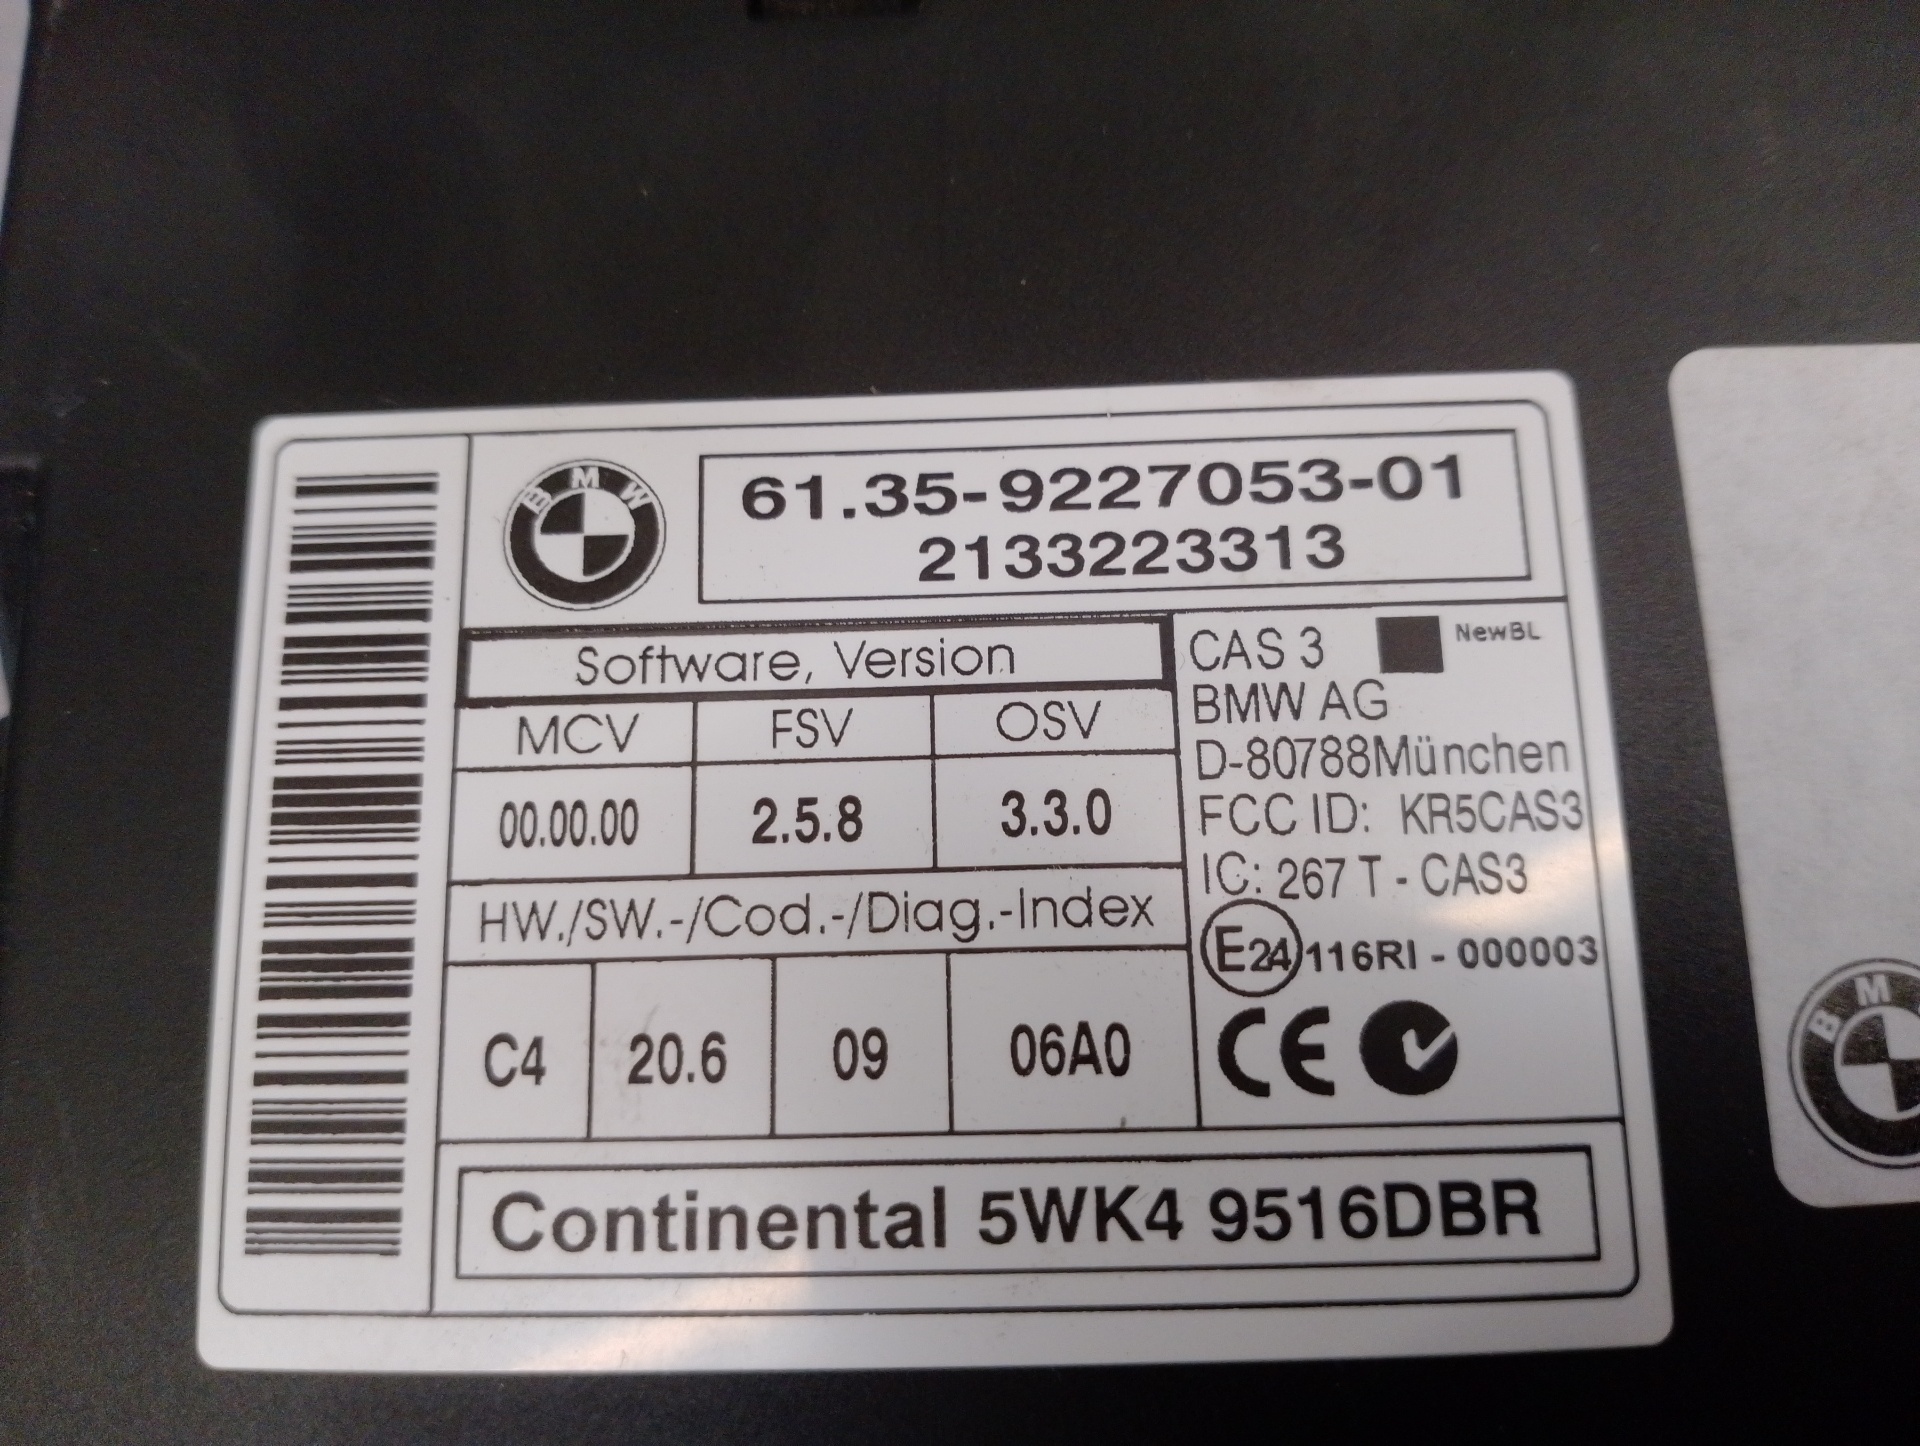 BMW
61.35-9227053-01
2133223313
Software, Version
MCV FSV OSV
00.00.00 2.5.8 3.3.0
HW./SW.-/Cod.-/Diag.-Index
C4 20.6 09 06A0
CAS 3 NewBL
BMW AG
D-80788München
FCC ID: KR5CAS3
IC: 267 T - CAS3
E24 116RI - 000003
CE
Continental 5WK4 9516DBR
B M